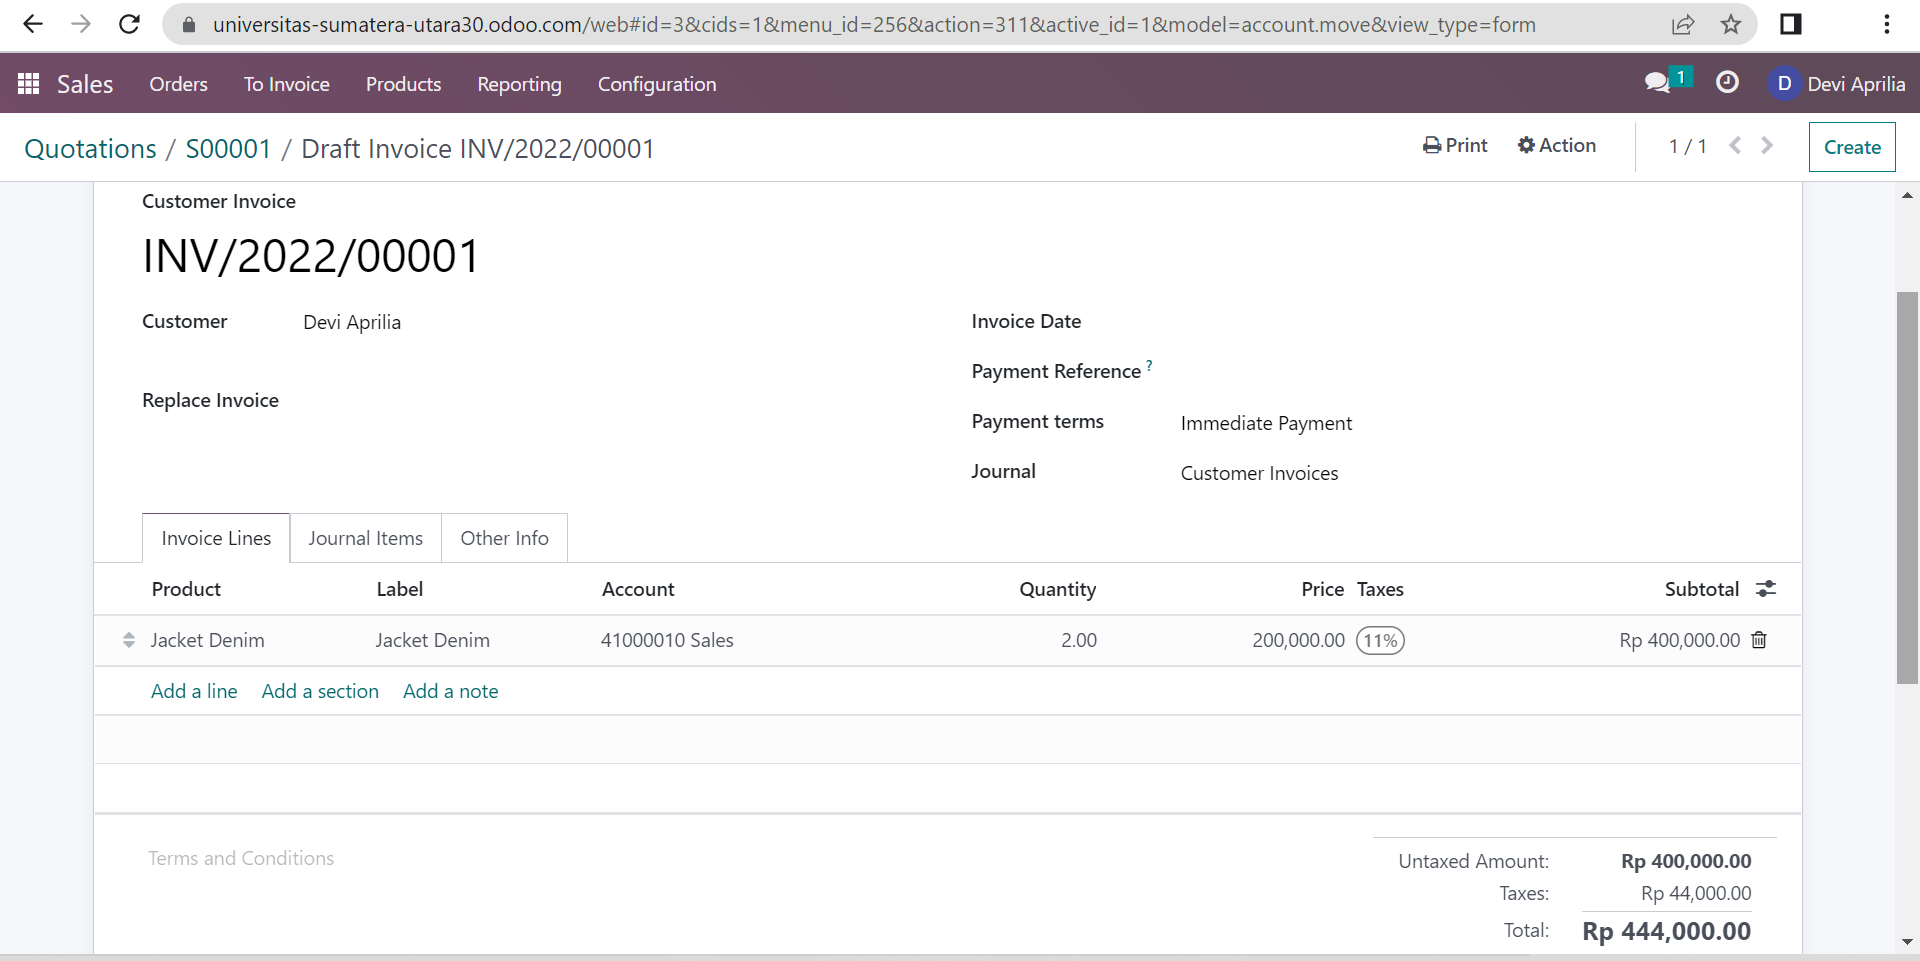 universitas-sumatera-utara30.odoo.com/web#id=3&cids=1&menu_id=256&action=311&active_id=1&model=account.move&view_type=form
Sales Orders To Invoice Products Reporting Configuration 1 D Devi Aprilia
Quotations / S00001 / Draft Invoice INV/2022/00001 Print Action 1 / 1 Create
Customer Invoice
INV/2022/00001
Customer Devi Aprilia
Replace Invoice
Invoice Date
Payment Reference ?
Payment terms Immediate Payment
Journal Customer Invoices
Invoice Lines Journal Items Other Info
Product Label Account Quantity Price Taxes Subtotal
Jacket Denim Jacket Denim 41000010 Sales 2.00 200,000.00 11% Rp 400,000.00
Add a line Add a section Add a note
Terms and Conditions
Untaxed Amount: Rp 400,000.00
Taxes: Rp 44,000.00
Total: Rp 444,000.00